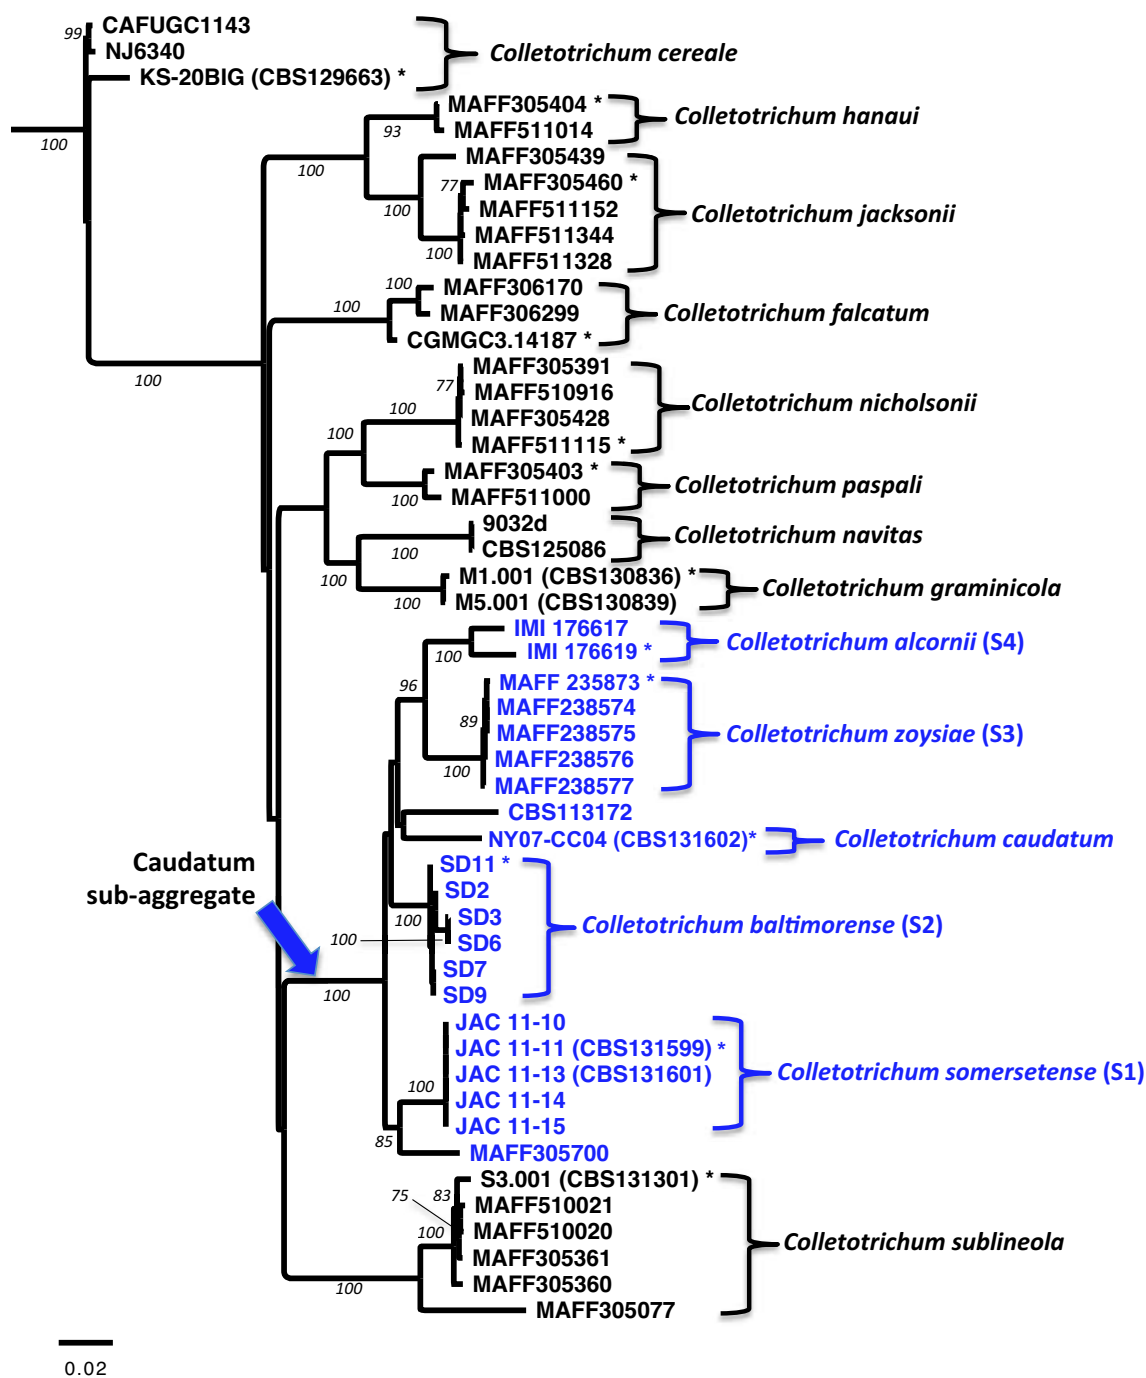 CAFUGC1143
99
NJ6340
Colletotrichum cereale
KS-20BIG (CBS129663) *
MAFF305404 *
Colletotrichum hanaui
100
93
MAFF511014
MAFF305439
100
MAFF305460 *
77
MAFF511152
Colletotrichum jacksonii
100
MAFF511344
100
MAFF511328
100
MAFF306170
100
MAFF306299
Colletotrichum falcatum
CGMGC3.14187 *
MAFF305391
100
77
MAFF510916
Colletotrichum nicholsonii
100
MAFF305428
100
MAFF511115 *
MAFF305403 *
Colletotrichum paspali
100
MAFF511000
9032d
Colletotrichum navitas
100
CBS125086
100
M1.001 (CBS130836) *
Colletotrichum graminicola
100
M5.001 (CBS130839)
IMI 176617
Colletotrichum alcornii (S4)
100
IMI 176619 *
96
MAFF 235873 *
MAFF238574
89
MAFF238575
Colletotrichum zoysiae (S3)
MAFF238576
100
MAFF238577
CBS113172
NY07-CC04 (CBS131602)*
Colletotrichum caudatum
Caudatum
sub-aggregate
SD11 *
SD2
100
SD3
Colletotrichum baltimorense (S2)
100
SD6
SD7
100
SD9
JAC 11-10
JAC 11-11 (CBS131599) *
JAC 11-13 (CBS131601)
Colletotrichum somersetense (S1)
100
JAC 11-14
JAC 11-15
85
MAFF305700
S3.001 (CBS131301) *
75
83
MAFF510021
100
MAFF510020
Colletotrichum sublineola
MAFF305361
100
MAFF305360
MAFF305077
0.02